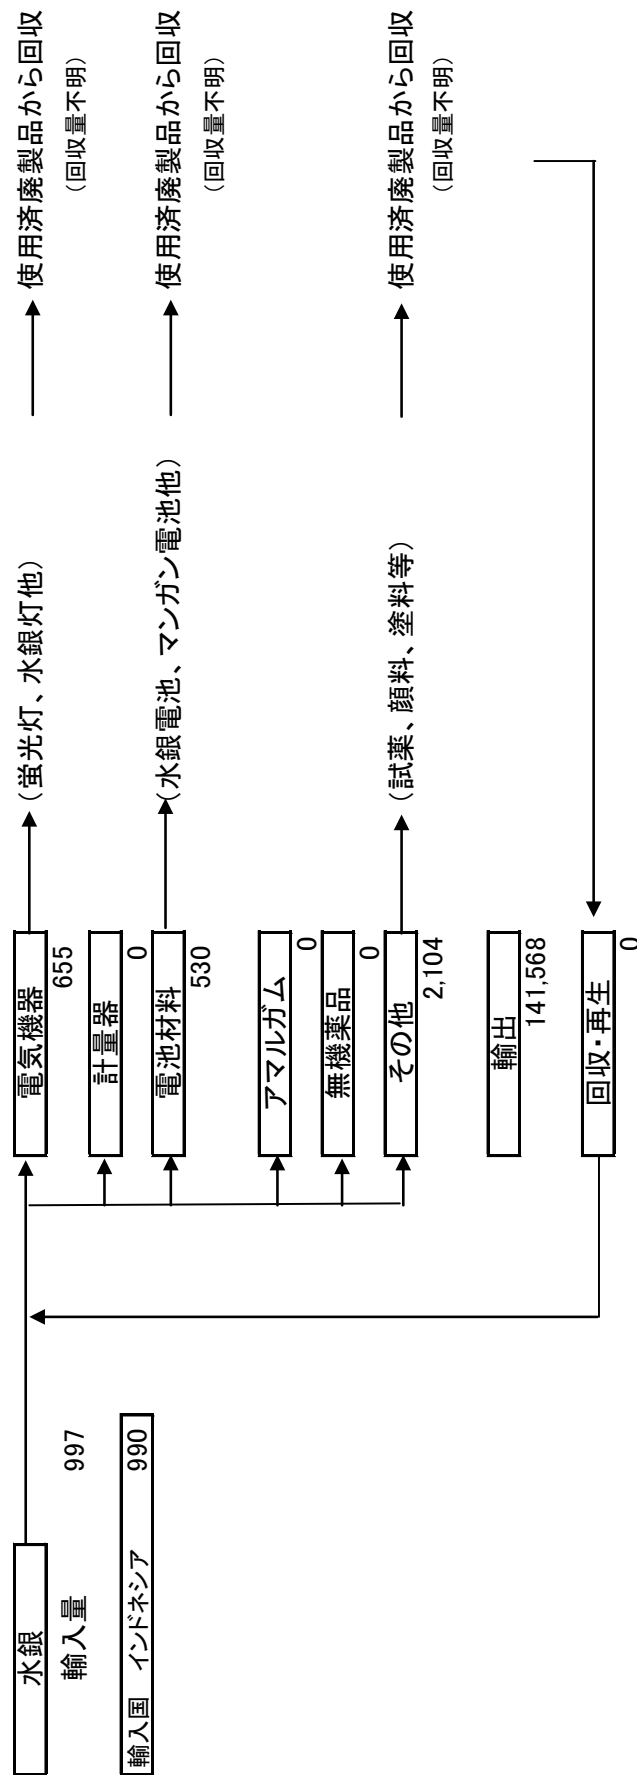 水銀
輸入量　997
輸入国　インドネシア　990
電気機器
655
（蛍光灯、水銀灯他）
使用済廃製品から回収
（回収量不明）
計量器
0
電池材料
530
（水銀電池、マンガン電池他）
使用済廃製品から回収
（回収量不明）
アマルガム
0
無機薬品
0
その他
2,104
（試薬、顔料、塗料等）
使用済廃製品から回収
（回収量不明）
輸出
141,568
回収・再生
0